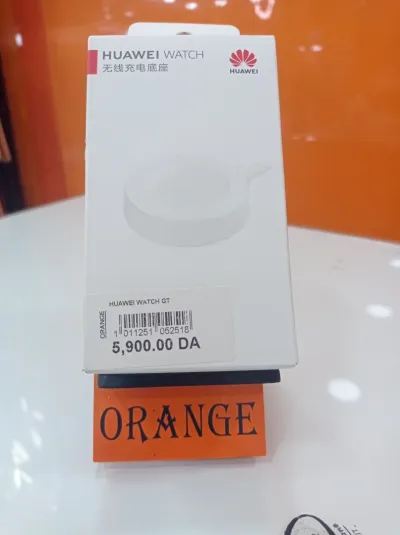 HUAWEI WATCH
无线充电底座
HUAWEI
HUAWEI WATCH GT
ORANGE
1 011251 052518
5,900.00 DA
ORANGE